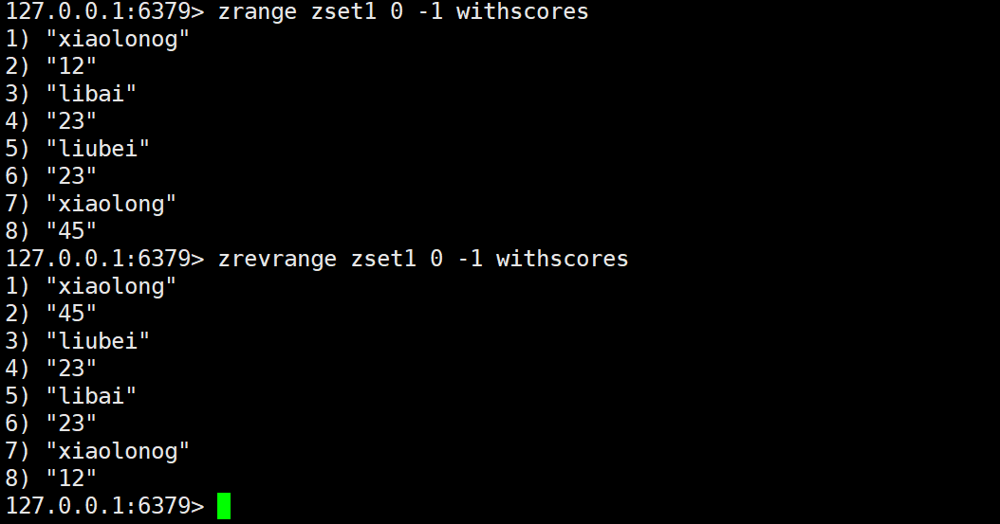 127.0.0.1:6379> zrange zset1 0 -1 withscores
1) "xiaolonog"
2) "12"
3) "libai"
4) "23"
5) "liubei"
6) "23"
7) "xiaolong"
8) "45"
127.0.0.1:6379> zrevrange zset1 0 -1 withscores
1) "xiaolong"
2) "45"
3) "liubei"
4) "23"
5) "libai"
6) "23"
7) "xiaolonog"
8) "12"
127.0.0.1:6379>